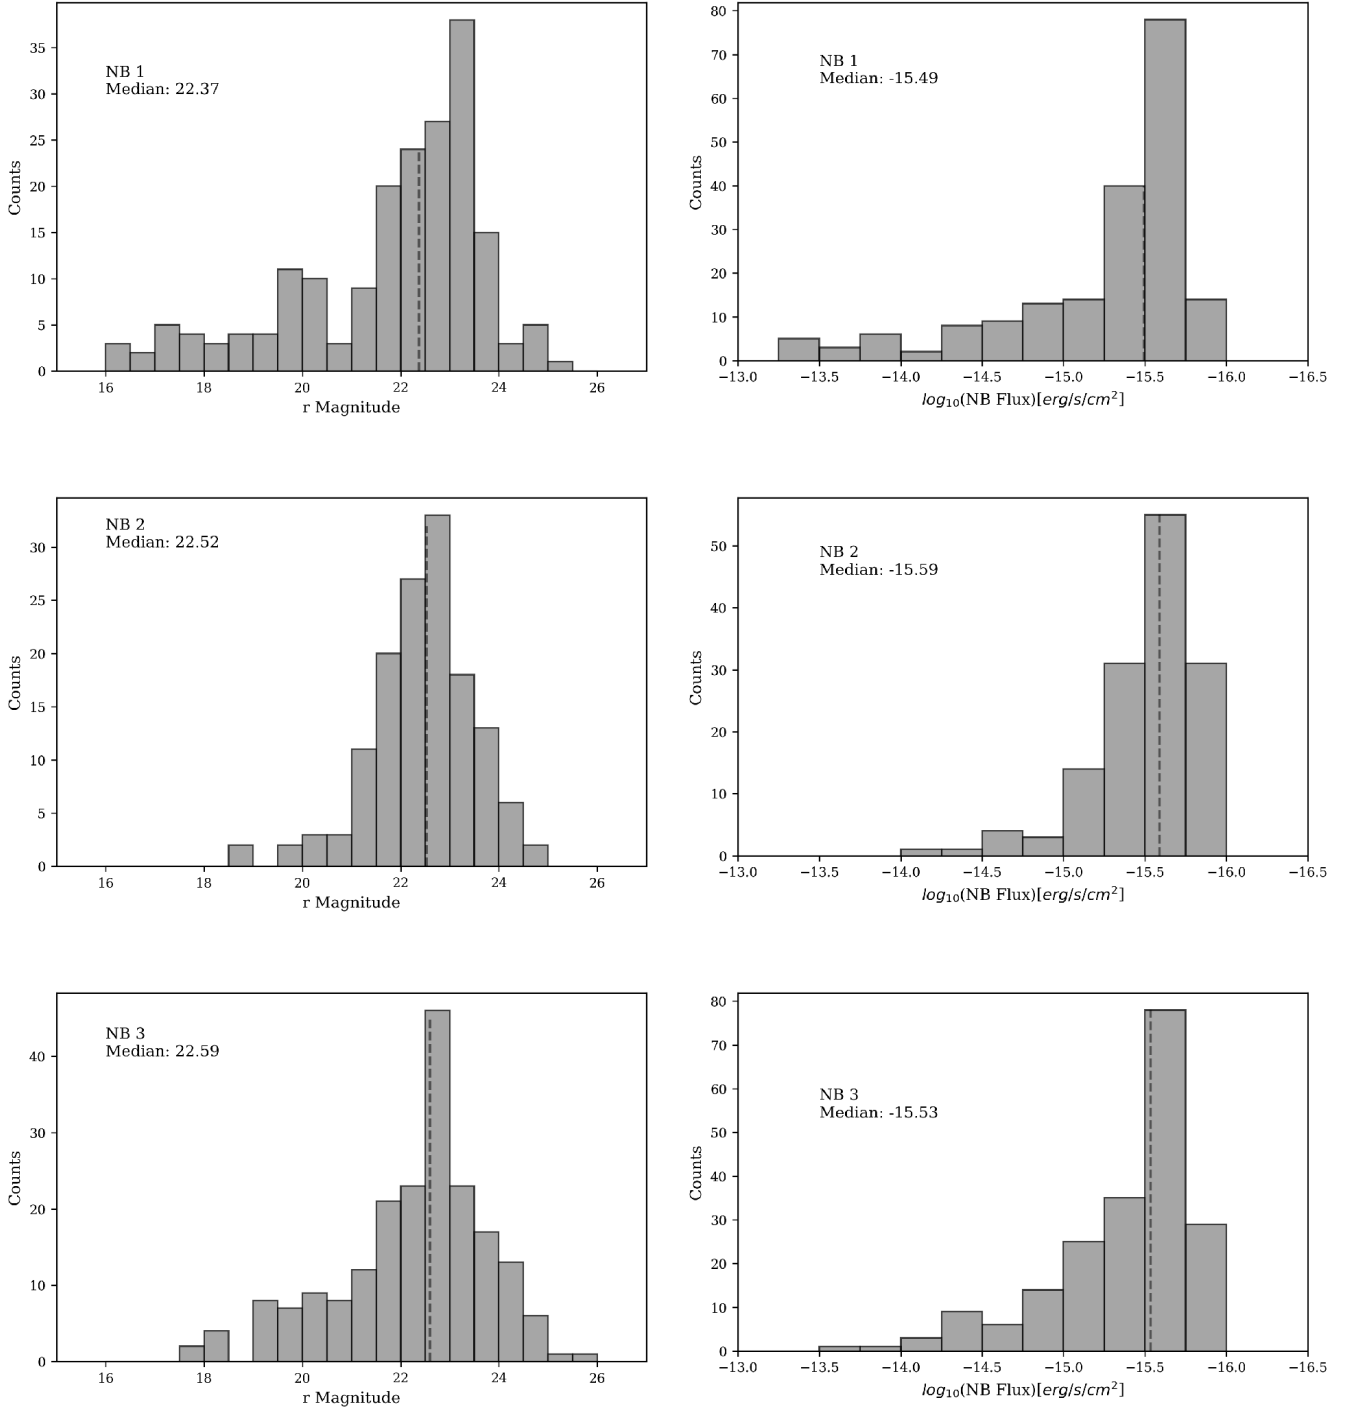 NB 1
Median: 22.37
Counts
35
30
25
20
15
10
5
0
16 18 20 22 24 26
r Magnitude
NB 1
Median: -15.49
Counts
80
70
60
50
40
30
20
10
0
−13.0 −13.5 −14.0 −14.5 −15.0 −15.5 −16.0 −16.5
log10(NB Flux)[erg/s/cm2]
NB 2
Median: 22.52
Counts
30
25
20
15
10
5
0
16 18 20 22 24 26
r Magnitude
NB 2
Median: -15.59
Counts
50
40
30
20
10
0
−13.0 −13.5 −14.0 −14.5 −15.0 −15.5 −16.0 −16.5
log10(NB Flux)[erg/s/cm2]
NB 3
Median: 22.59
Counts
40
30
20
10
0
16 18 20 22 24 26
r Magnitude
NB 3
Median: -15.53
Counts
80
70
60
50
40
30
20
10
0
−13.0 −13.5 −14.0 −14.5 −15.0 −15.5 −16.0 −16.5
log10(NB Flux)[erg/s/cm2]